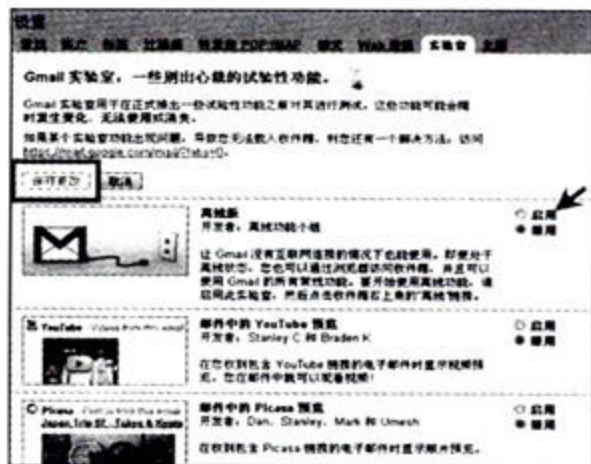 设置
账户 标签 过滤器 POP/IMAP 聊天 Web 实验室 主题
Gmail 实验室，一些别出心裁的试验性功能。
Gmail 实验室用于在正式推出一些试验性功能之前对其进行测试。这些功能可能会随
时发生变化、无法使用或消失。
如果某个实验室功能出现问题，导致您无法载入收件箱，则您还有一个解决方法。访问
https://mail.google.com/mail/?labs=0。
保存更改 取消
离线版
开发者：离线功能小组
启用
禁用
让 Gmail 没有互联网连接的情况下也能使用。即使处于
离线状态，您也可以通过浏览器访问收件箱，并且可以
使用 Gmail 的所有常规功能。要开始使用离线功能，请
启用此实验室，然后点击收件箱右上角的“离线”链接。
YouTube
邮件中的 YouTube 预览
开发者：Stanley C 和 Braden K
启用
禁用
在您收到包含 YouTube 链接的电子邮件时显示视频预
览。您在邮件中就可以观看视频！
Picasa
邮件中的 Picasa 预览
开发者：Dan、Stanley、Mark 和 Umesh
启用
禁用
在收到包含 Picasa 链接的电子邮件时显示照片预览。